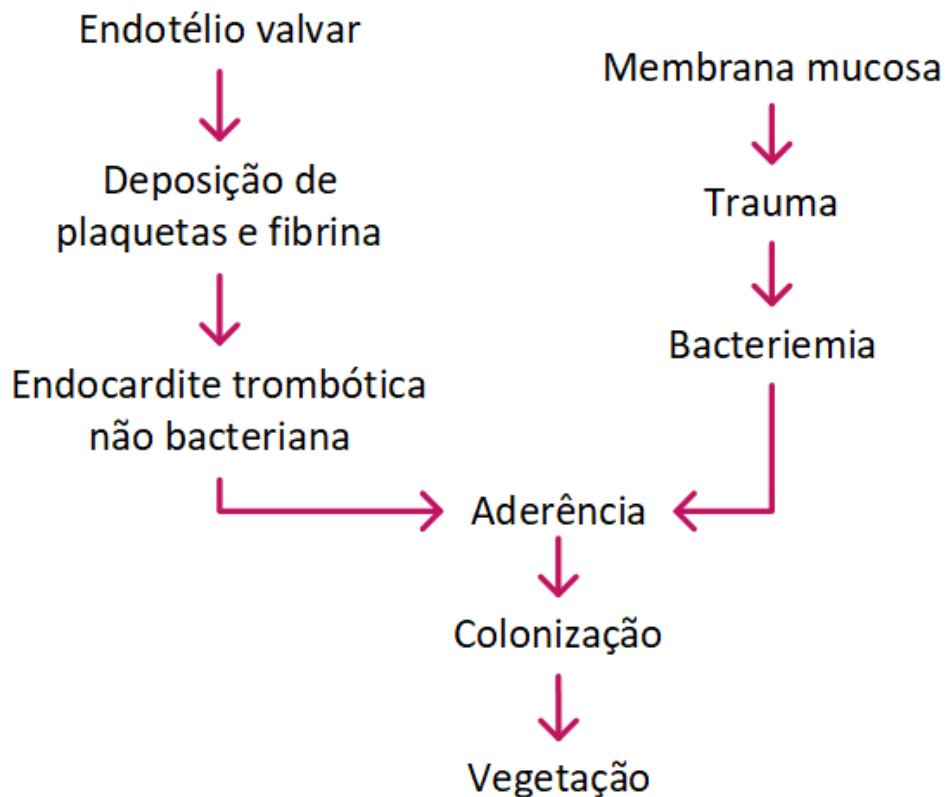 Endotélio valvar
Membrana mucosa
Deposição de
plaquetas e fibrina
Trauma
Bacteriemia
Endocardite trombótica
não bacteriana
Aderência
Colonização
Vegetação